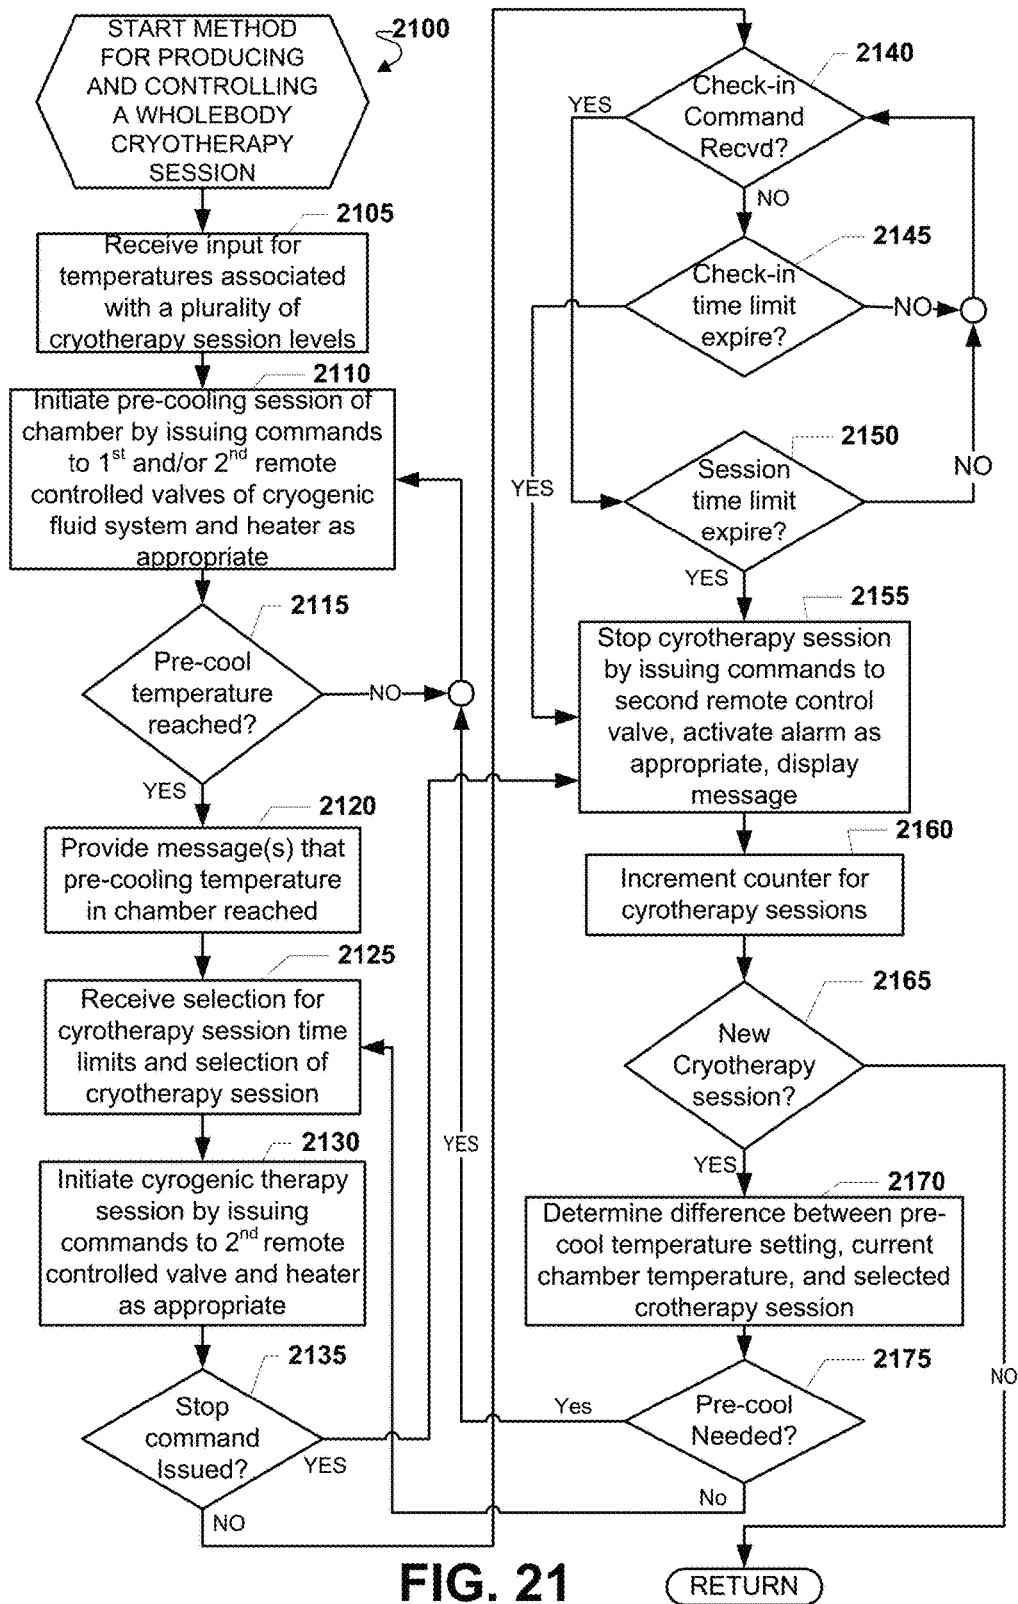 START METHOD
FOR PRODUCING
AND CONTROLLING
A WHOLEBODY
CRYOTHERAPY
SESSION
2100
2105
Receive input for
temperatures associated
with a plurality of
cryotherapy session levels
2110
Initiate pre-cooling session of
chamber by issuing commands
to 1st and/or 2nd remote
controlled valves of cryogenic
fluid system and heater as
appropriate
2115
Pre-cool
temperature
reached?
NO
YES
2120
Provide message(s) that
pre-cooling temperature
in chamber reached
2125
Receive selection for
cyrotherapy session time
limits and selection of
cryotherapy session
2130
Initiate cyrogenic therapy
session by issuing
commands to 2nd remote
controlled valve and heater
as appropriate
2135
Stop
command
Issued?
YES
NO
YES
2140
Check-in
Command
Recvd?
YES
NO
2145
Check-in
time limit
expire?
NO
YES
2150
Session
time limit
expire?
NO
YES
2155
Stop cyrotherapy session
by issuing commands to
second remote control
valve, activate alarm as
appropriate, display
message
2160
Increment counter for
cyrotherapy sessions
2165
New
Cryotherapy
session?
YES
NO
2170
Determine difference between pre-
cool temperature setting, current
chamber temperature, and selected
crotherapy session
2175
Pre-cool
Needed?
Yes
No
RETURN
FIG. 21